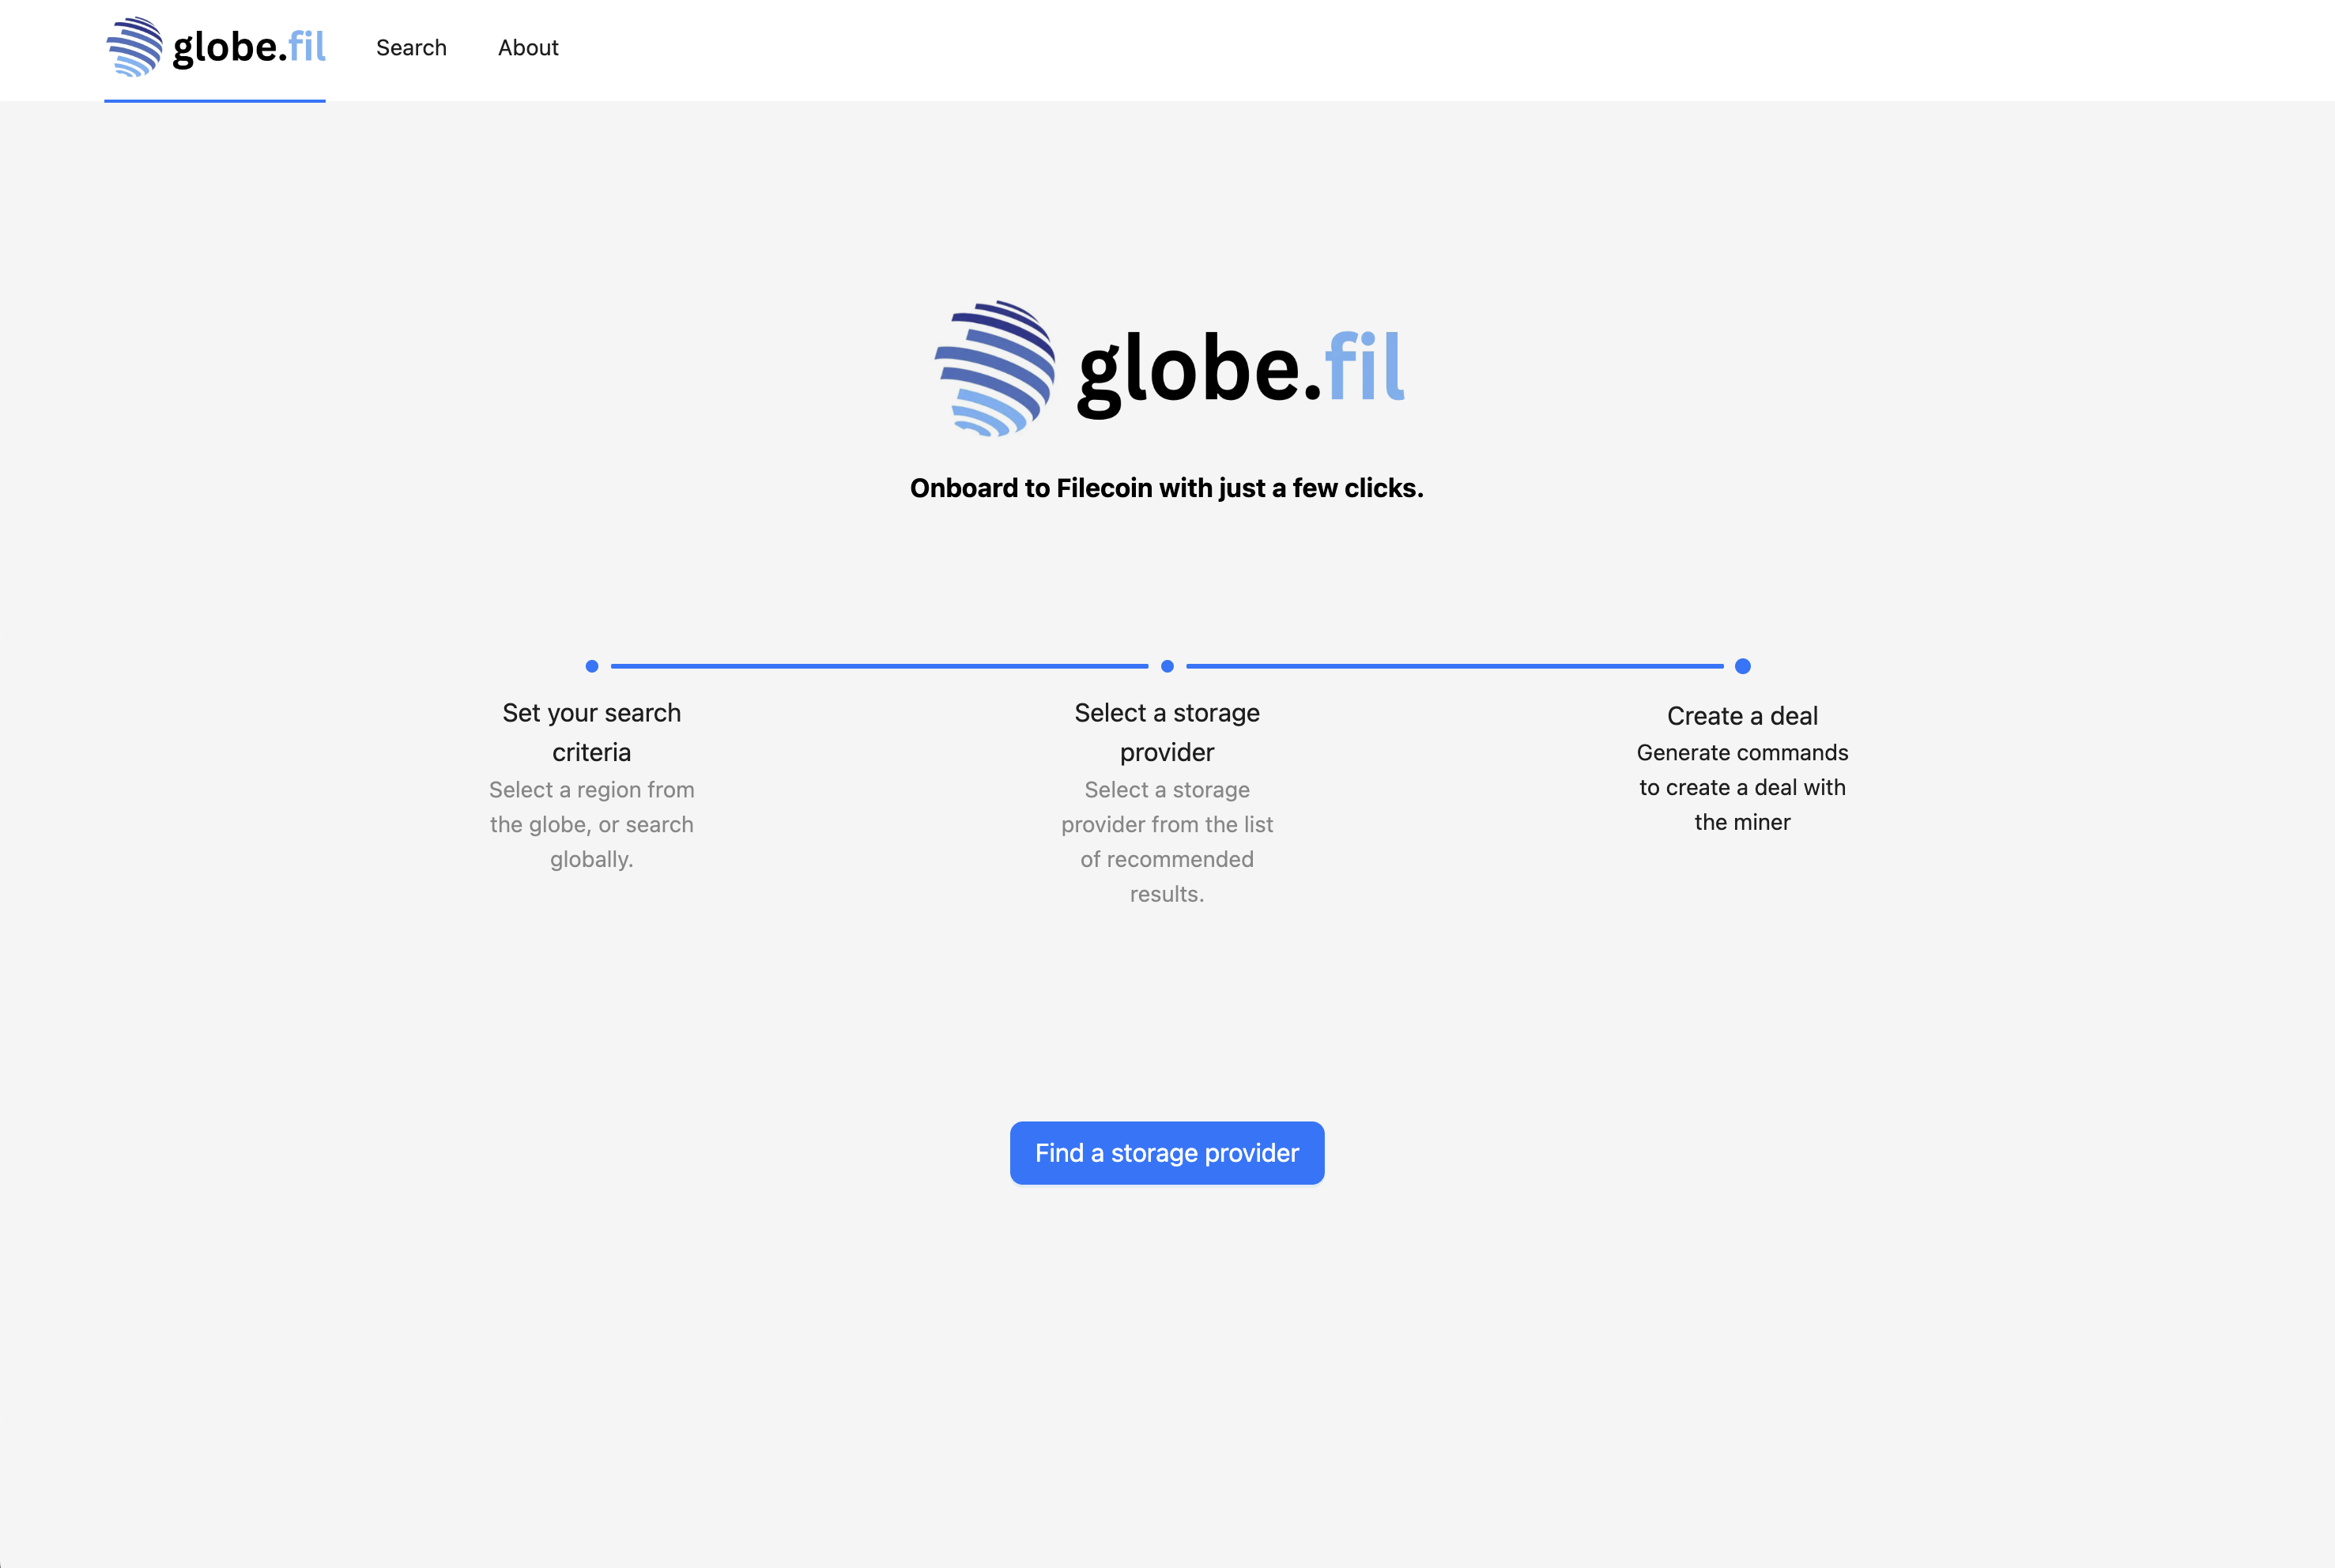 globe.fil
Search
About
globe.fil
Onboard to Filecoin with just a few clicks.
Set your search
criteria
Select a region from
the globe, or search
globally.
Select a storage
provider
Select a storage
provider from the list
of recommended
results.
Create a deal
Generate commands
to create a deal with
the miner
Find a storage provider